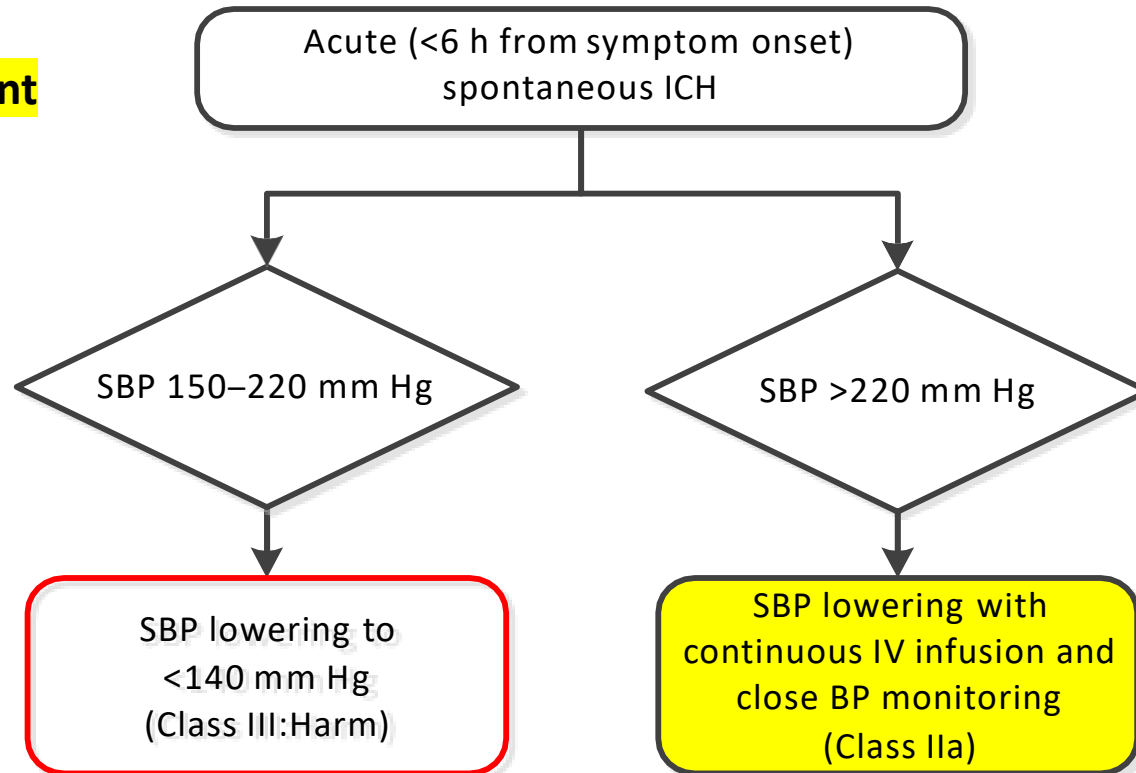 nt
Acute (<6 h from symptom onset)
spontaneous ICH
SBP 150–220 mm Hg
SBP >220 mm Hg
SBP lowering to
<140 mm Hg
(Class III:Harm)
SBP lowering with
continuous IV infusion and
close BP monitoring
(Class IIa)